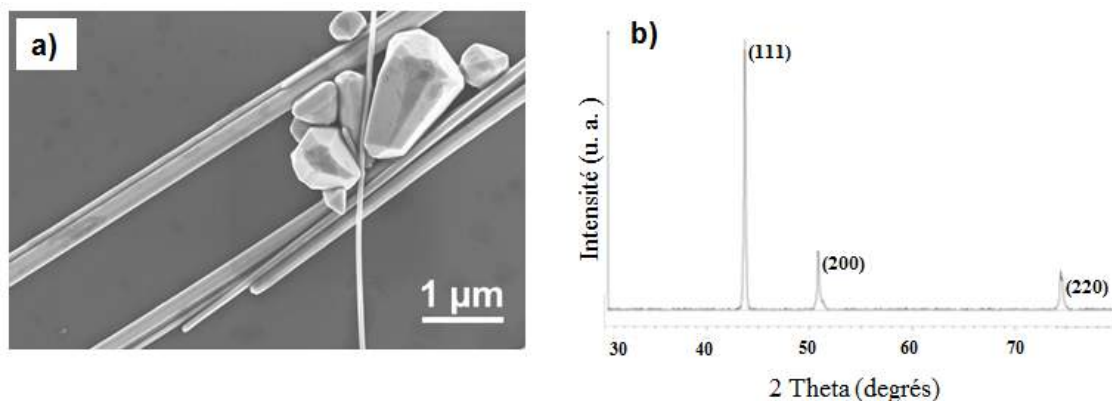 a)
1 µm
b)
Intensité (u. a.)
(111)
(200)
(220)
30 40 50 60 70
2 Theta (degrés)